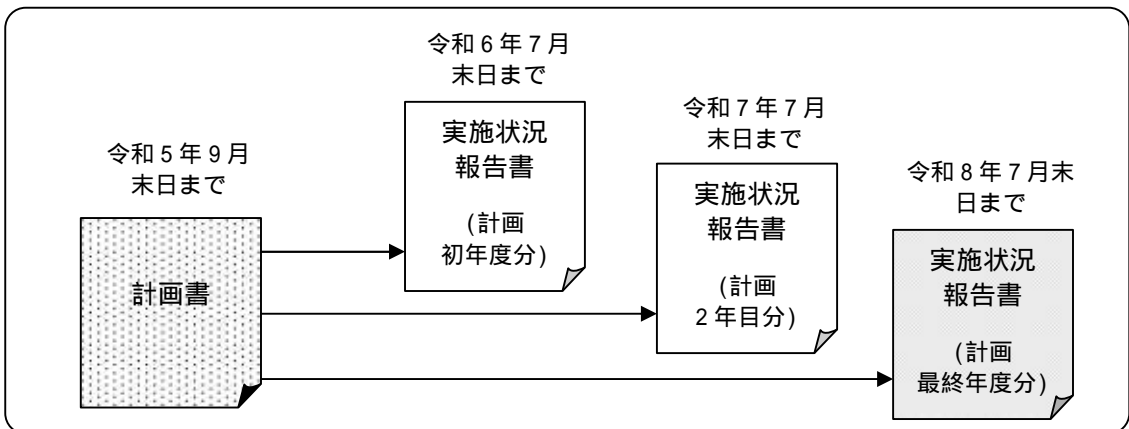 令和5年9月
末日まで
計画書
令和6年7月
末日まで
実施状況
報告書
(計画
初年度分)
令和7年7月
末日まで
実施状況
報告書
(計画
2年目分)
令和8年7月末
日まで
実施状況
報告書
(計画
最終年度分)